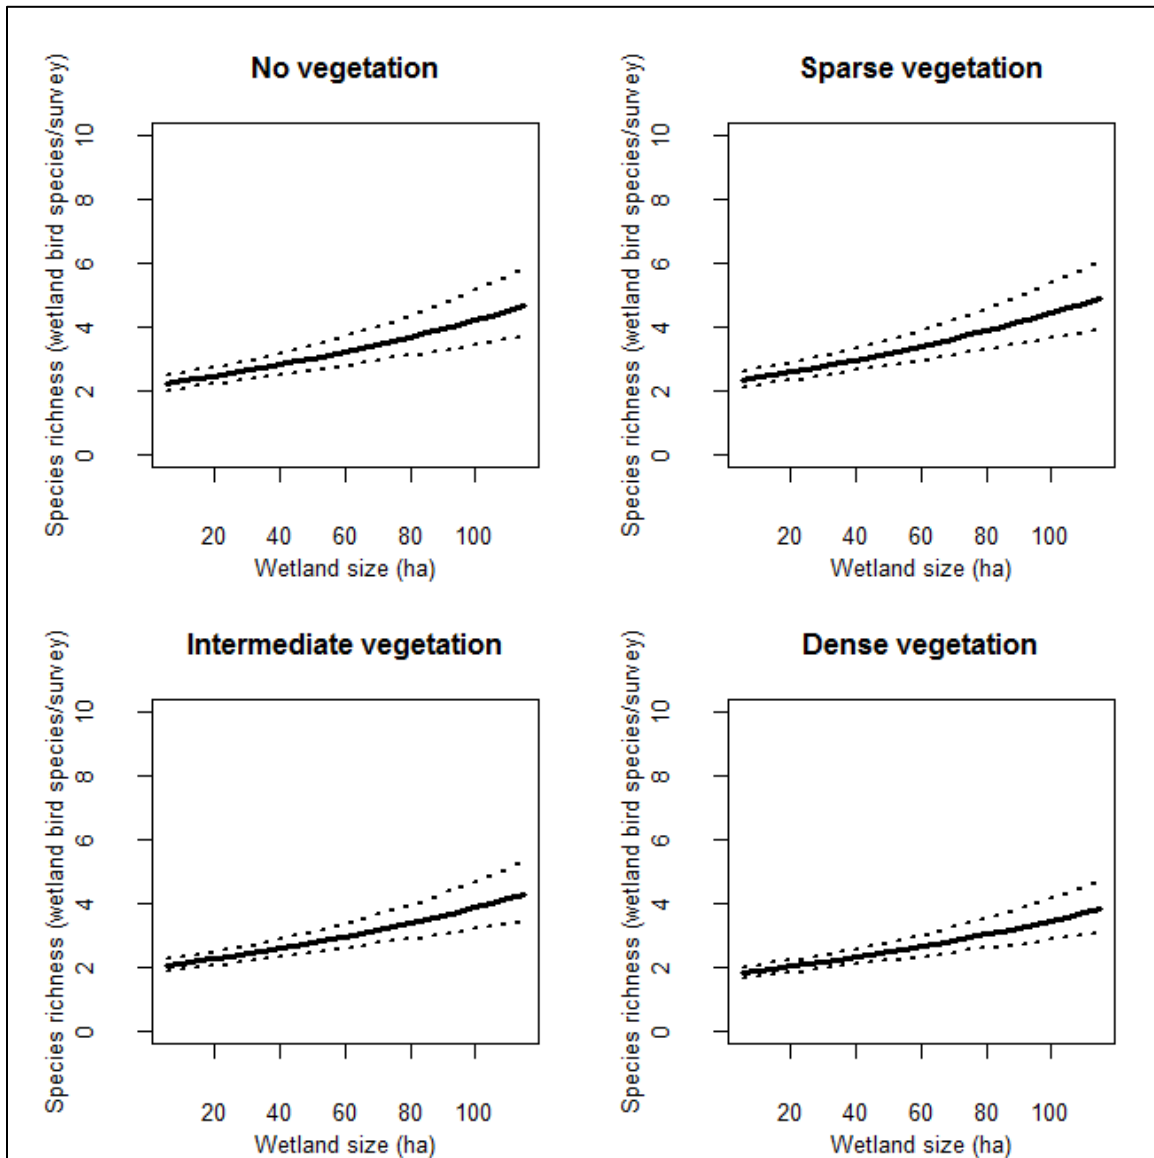 No vegetation
Species richness (wetland bird species/survey)
10
8
6
4
2
0
20 40 60 80 100
Wetland size (ha)
Sparse vegetation
Species richness (wetland bird species/survey)
10
8
6
4
2
0
20 40 60 80 100
Wetland size (ha)
Intermediate vegetation
Species richness (wetland bird species/survey)
10
8
6
4
2
0
20 40 60 80 100
Wetland size (ha)
Dense vegetation
Species richness (wetland bird species/survey)
10
8
6
4
2
0
20 40 60 80 100
Wetland size (ha)